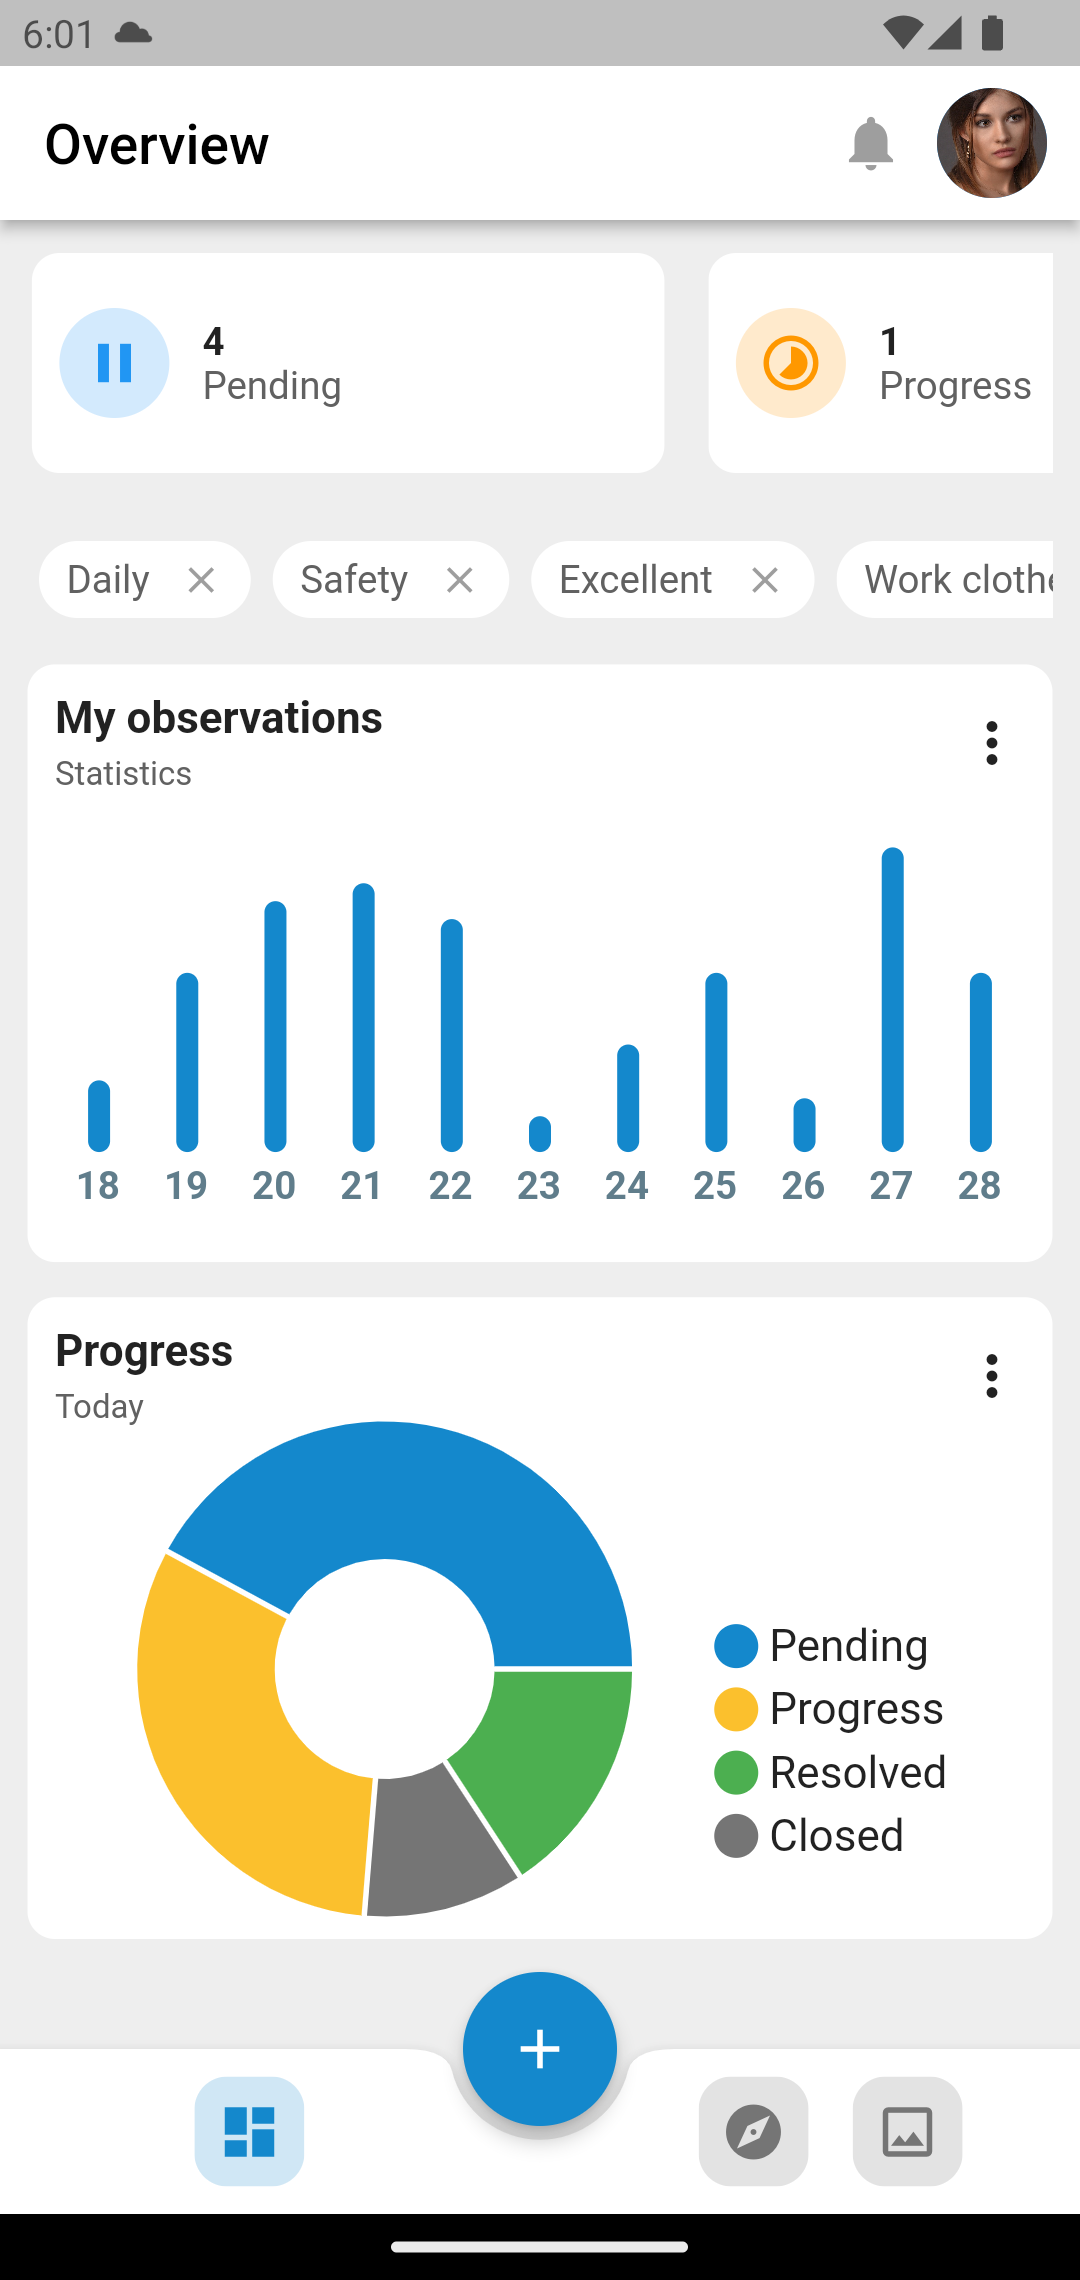 6:01
Overview
4
Pending
1
Progress
Daily
Safety
Excellent
Work clothe
My observations
Statistics
18 19 20 21 22 23 24 25 26 27 28
Progress
Today
Pending
Progress
Resolved
Closed